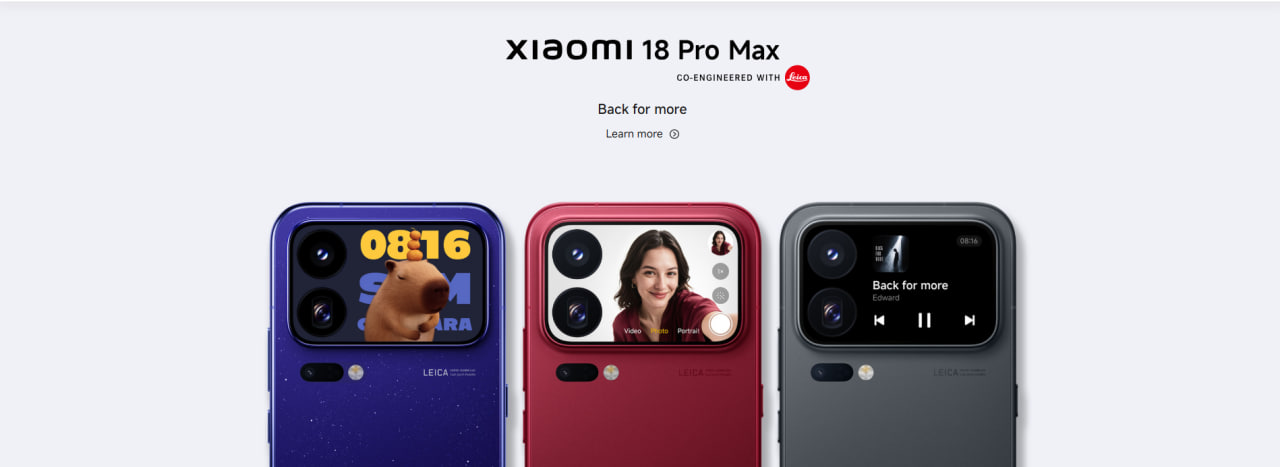 xiaomi 18 Pro Max
CO-ENGINEERED WITH Leica
Back for more
Learn more
08:16
LEICA
1×
Video Photo Portrait
LEICA
08:16
Back for more
Edward
LEICA